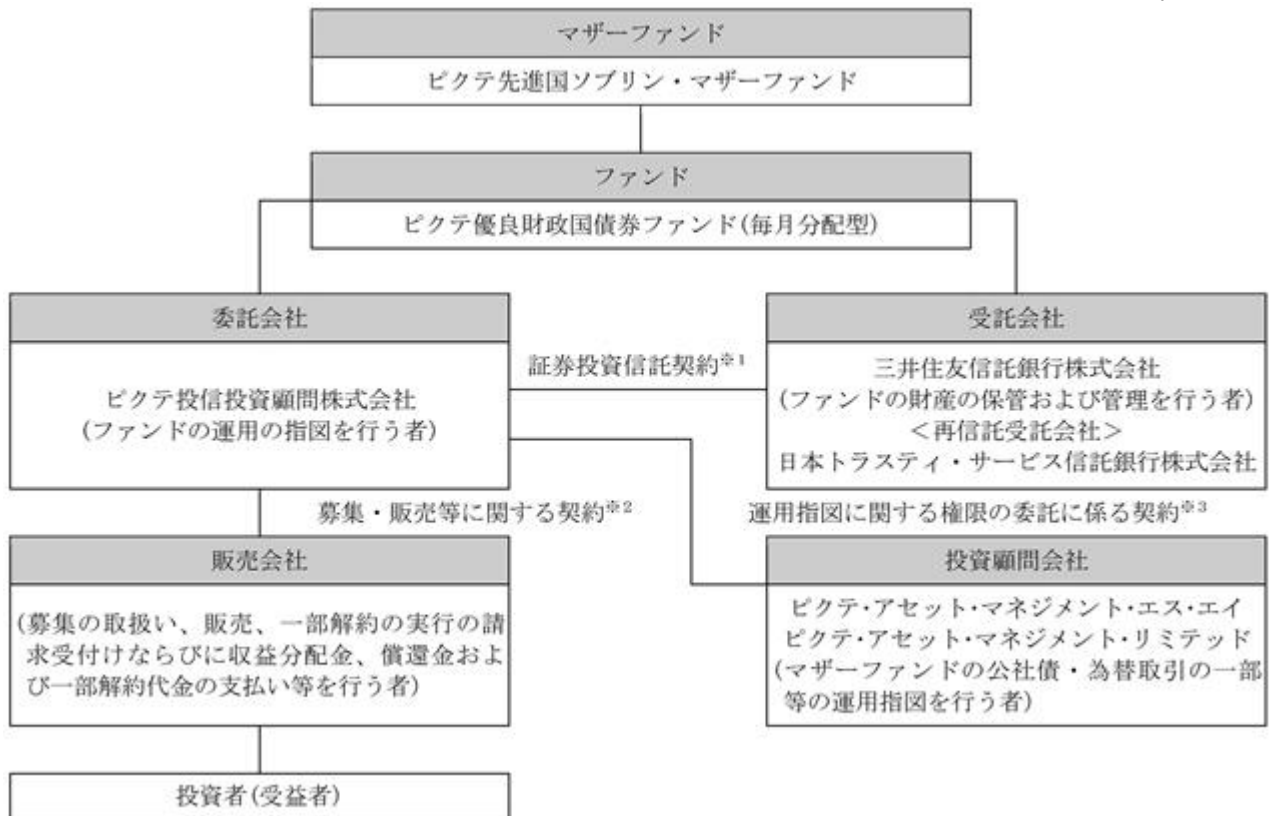 マザーファンド
ピクテ先進国ソブリン・マザーファンド
ファンド
ピクテ優良財政国債券ファンド(毎月分配型)
委託会社
ピクテ投信投資顧問株式会社
(ファンドの運用の指図を行う者)
証券投資信託契約※1
受託会社
三井住友信託銀行株式会社
(ファンドの財産の保管および管理を行う者)
＜再信託受託会社＞
日本トラスティ・サービス信託銀行株式会社
募集・販売等に関する契約※2
運用指図に関する権限の委託に係る契約※3
販売会社
(募集の取扱い、販売、一部解約の実行の請
求受付けならびに収益分配金、償還金およ
び一部解約代金の支払い等を行う者)
投資顧問会社
ピクテ・アセット・マネジメント・エス・エイ
ピクテ・アセット・マネジメント・リミテッド
(マザーファンドの公社債・為替取引の一部
等の運用指図を行う者)
投資者(受益者)